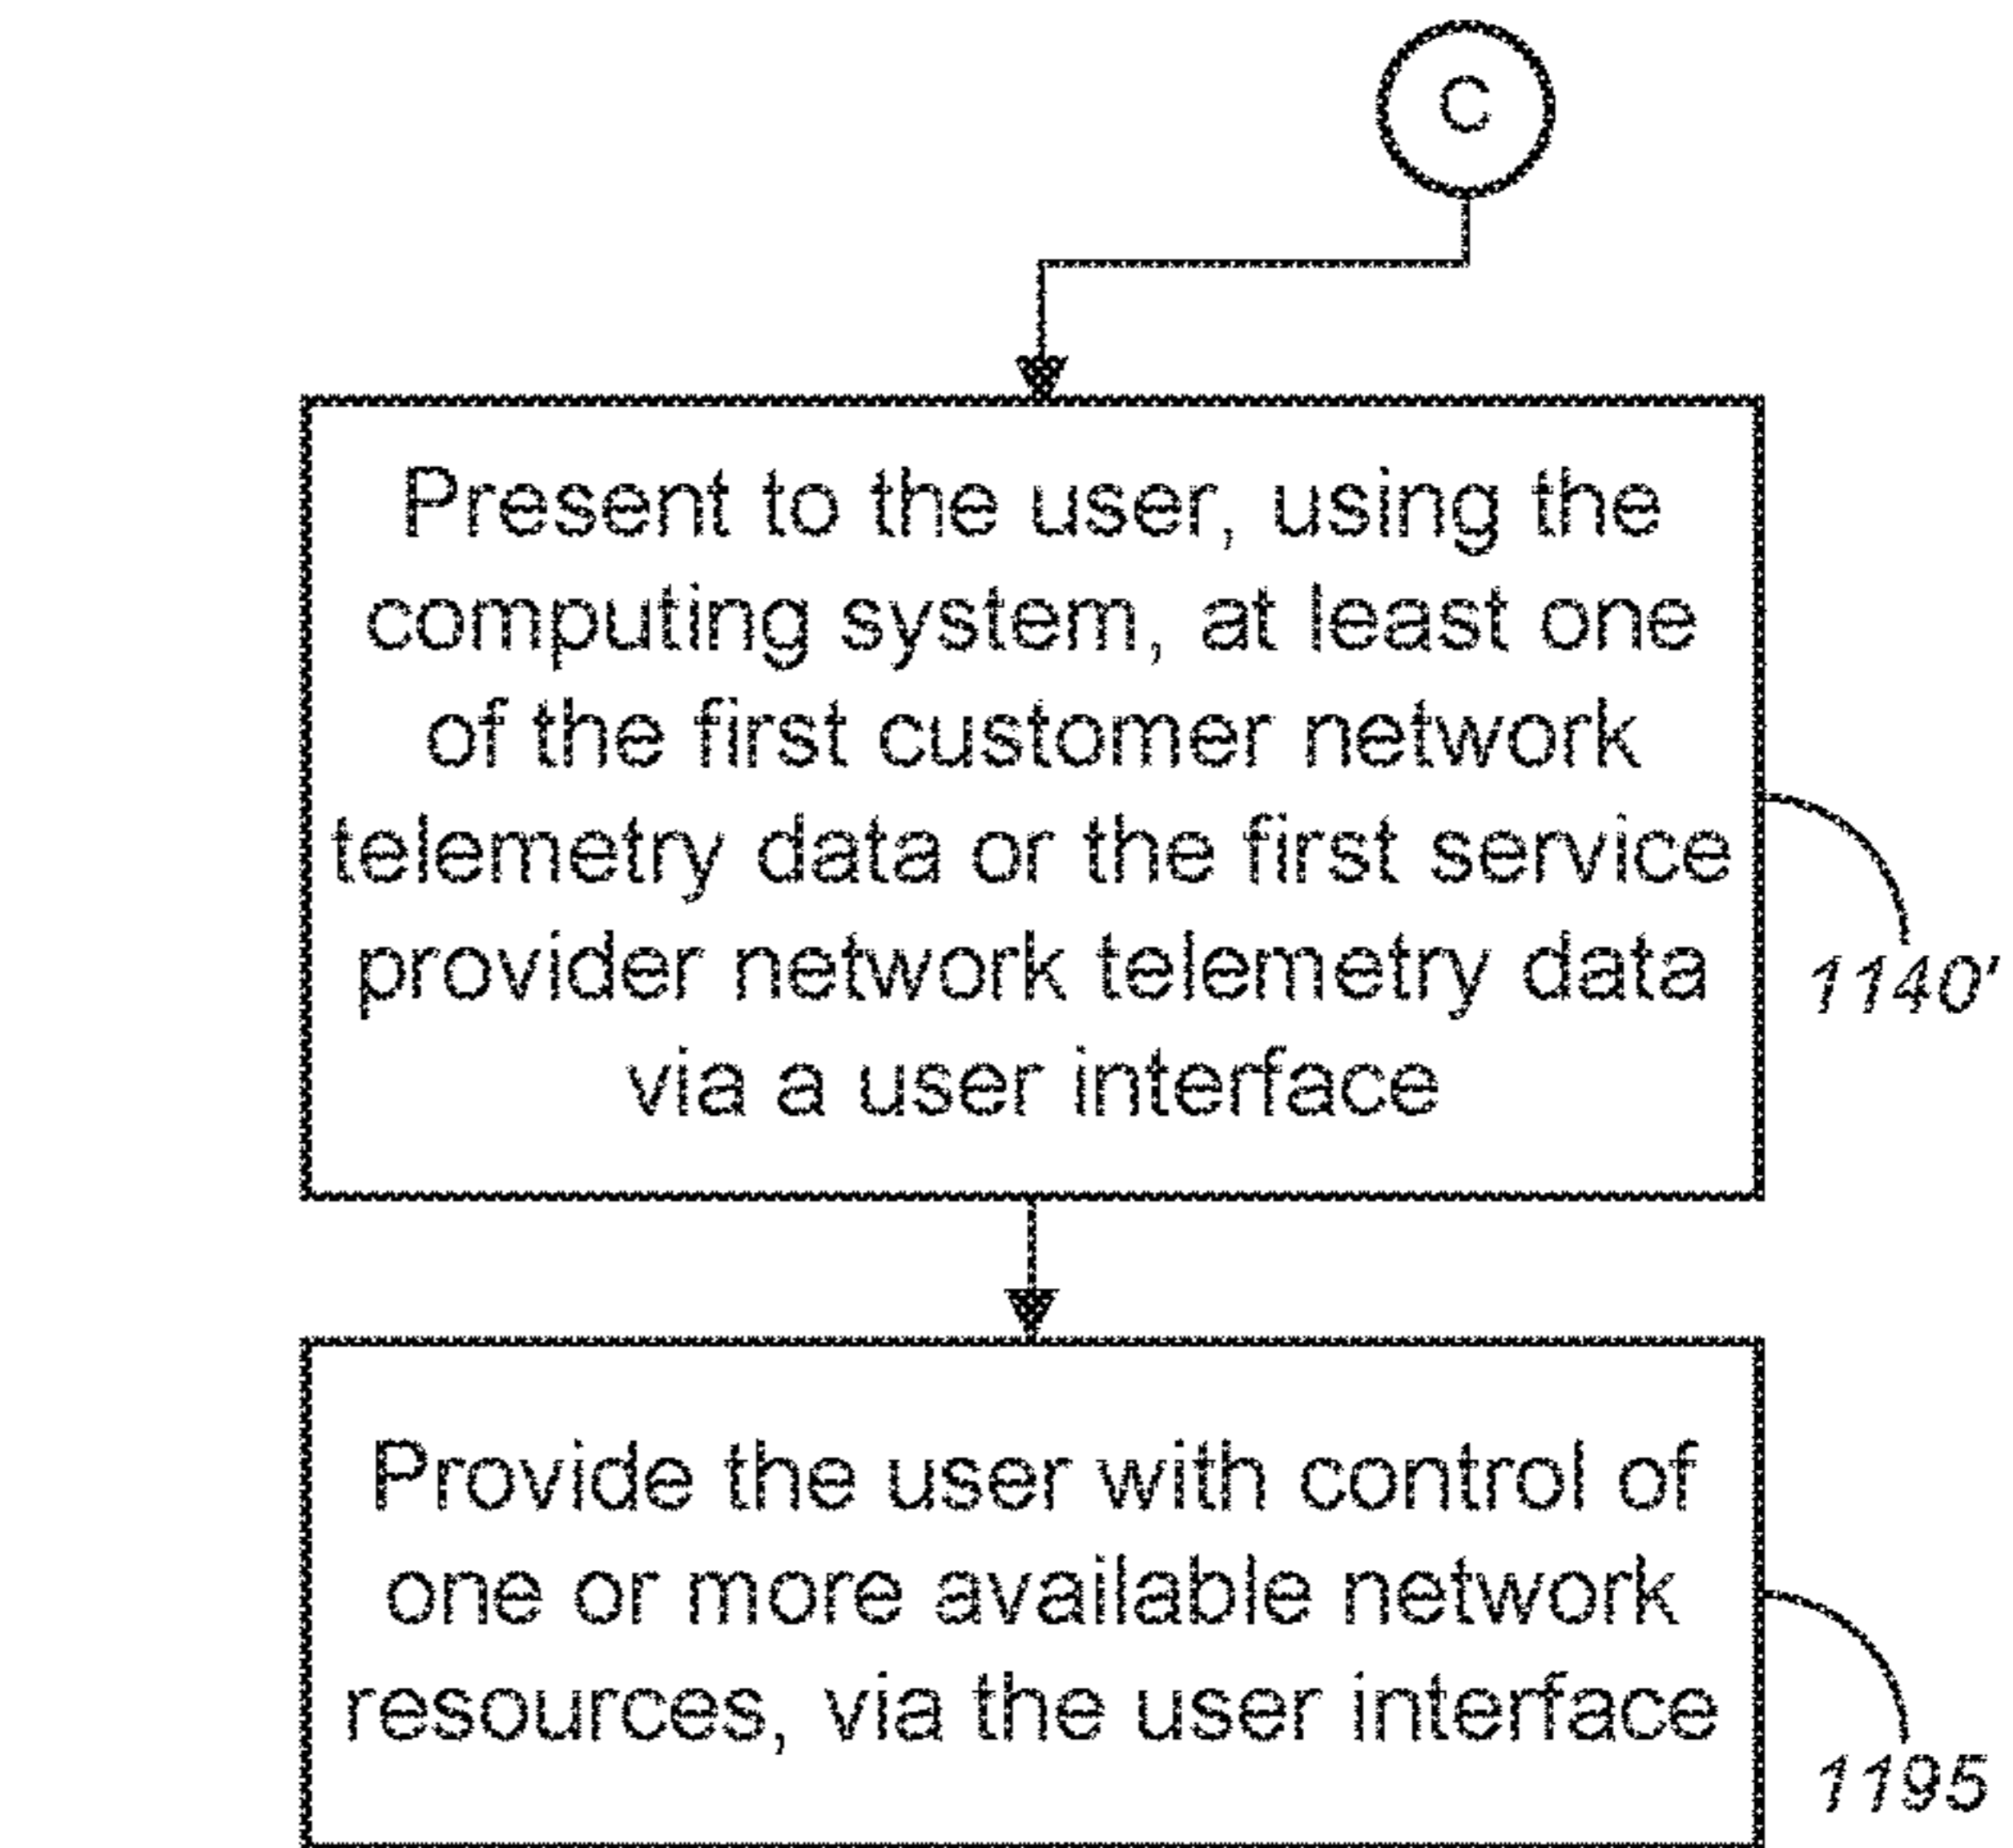 C
Present to the user, using the
computing system, at least one
of the first customer network
telemetry data or the first service
provider network telemetry data
via a user interface
1140'
Provide the user with control of
one or more available network
resources, via the user interface
1195